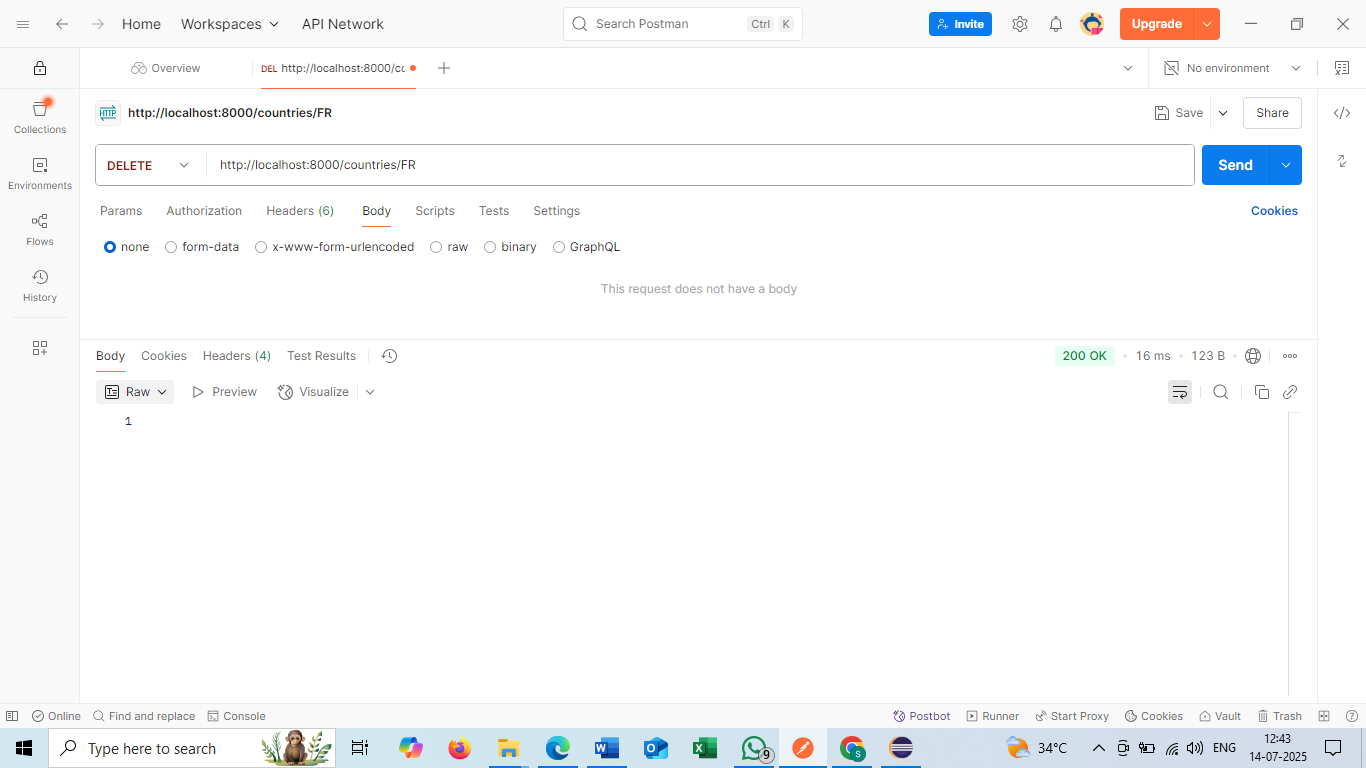 Home Workspaces API Network Search Postman Ctrl K Invite Upgrade
Overview DEL http://localhost:8000/cc No environment
HTTP http://localhost:8000/countries/FR Save Share
Collections
DELETE http://localhost:8000/countries/FR Send
Environments
Params Authorization Headers (6) Body Scripts Tests Settings Cookies
Flows
none form-data x-www-form-urlencoded raw binary GraphQL
History
This request does not have a body
Body Cookies Headers (4) Test Results 200 OK 16 ms 123 B
Raw Preview Visualize
1
Online Find and replace Console Postbot Runner Start Proxy Cookies Vault Trash
Type here to search 9 34°C ENG 12:43
14-07-2025